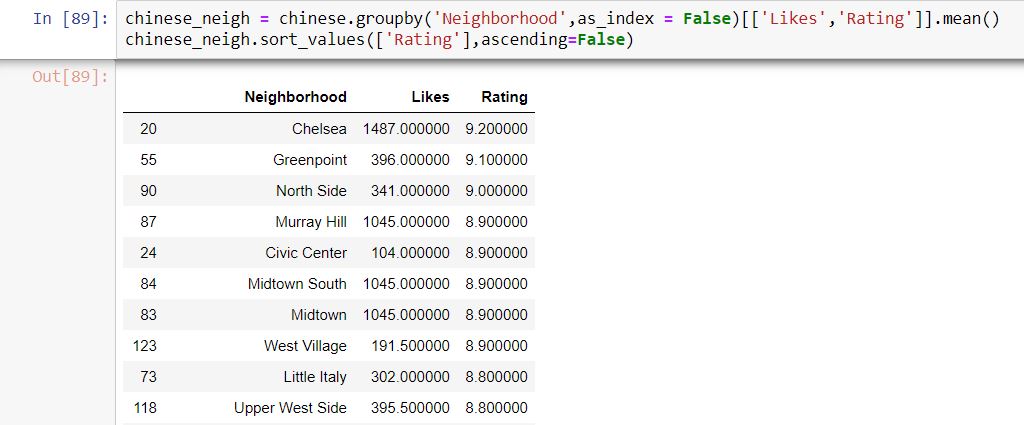 In [89]: chinese_neigh = chinese.groupby('Neighborhood',as_index = False)[['Likes','Rating']].mean()
chinese_neigh.sort_values(['Rating'],ascending=False)
Out[89]:
Neighborhood Likes Rating
20 Chelsea 1487.000000 9.200000
55 Greenpoint 396.000000 9.100000
90 North Side 341.000000 9.000000
87 Murray Hill 1045.000000 8.900000
24 Civic Center 104.000000 8.900000
84 Midtown South 1045.000000 8.900000
83 Midtown 1045.000000 8.900000
123 West Village 191.500000 8.900000
73 Little Italy 302.000000 8.800000
118 Upper West Side 395.500000 8.800000